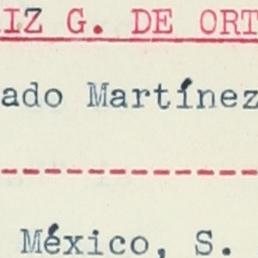 IZ G. DE ORT
ado Martínez
México, S.